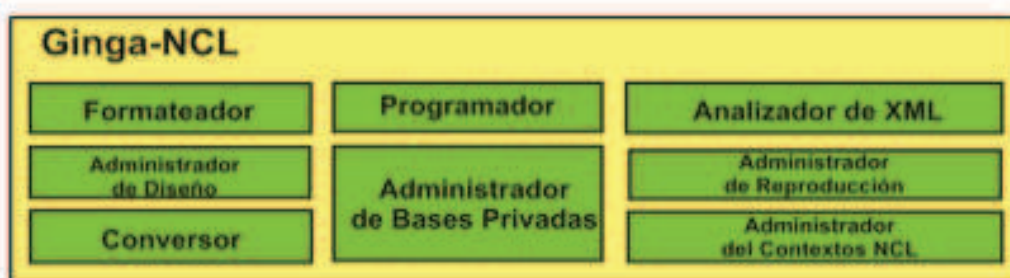 Ginga-NCL
Formateador
Programador
Analizador de XML
Administrador
de Diseño
Administrador
de Bases Privadas
Administrador
de Reproducción
Conversor
Administrador
del Contextos NCL